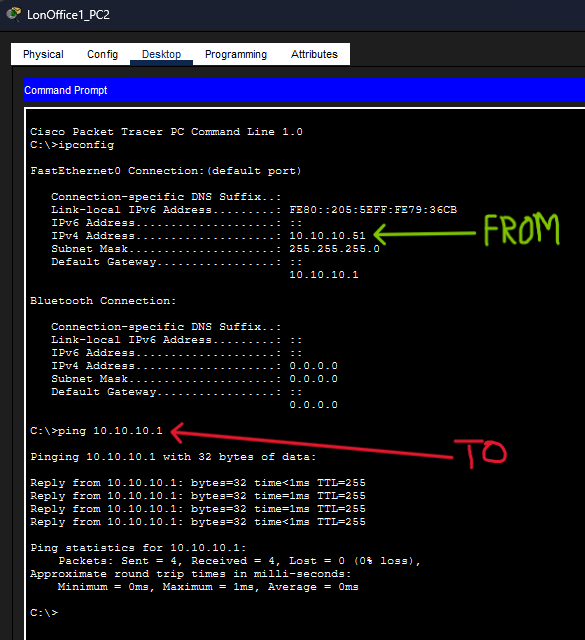 LonOffice1_PC2
Physical Config Desktop Programming Attributes
Command Prompt
Cisco Packet Tracer PC Command Line 1.0
C:\>ipconfig
FastEthernet0 Connection:(default port)
Connection-specific DNS Suffix..:
Link-local IPv6 Address.........: FE80::205:5EFF:FE79:36CB
IPv6 Address....................: ::
IPv4 Address....................: 10.10.10.51
FROM
Subnet Mask.....................: 255.255.255.0
Default Gateway.................: ::
10.10.10.1
Bluetooth Connection:
Connection-specific DNS Suffix..:
Link-local IPv6 Address.........: ::
IPv6 Address....................: ::
IPv4 Address....................: 0.0.0.0
Subnet Mask.....................: 0.0.0.0
Default Gateway.................: ::
0.0.0.0
C:\>ping 10.10.10.1
TO
Pinging 10.10.10.1 with 32 bytes of data:
Reply from 10.10.10.1: bytes=32 time<1ms TTL=255
Reply from 10.10.10.1: bytes=32 time=1ms TTL=255
Reply from 10.10.10.1: bytes=32 time<1ms TTL=255
Reply from 10.10.10.1: bytes=32 time<1ms TTL=255
Ping statistics for 10.10.10.1:
Packets: Sent = 4, Received = 4, Lost = 0 (0% loss),
Approximate round trip times in milli-seconds:
Minimum = 0ms, Maximum = 1ms, Average = 0ms
C:\>